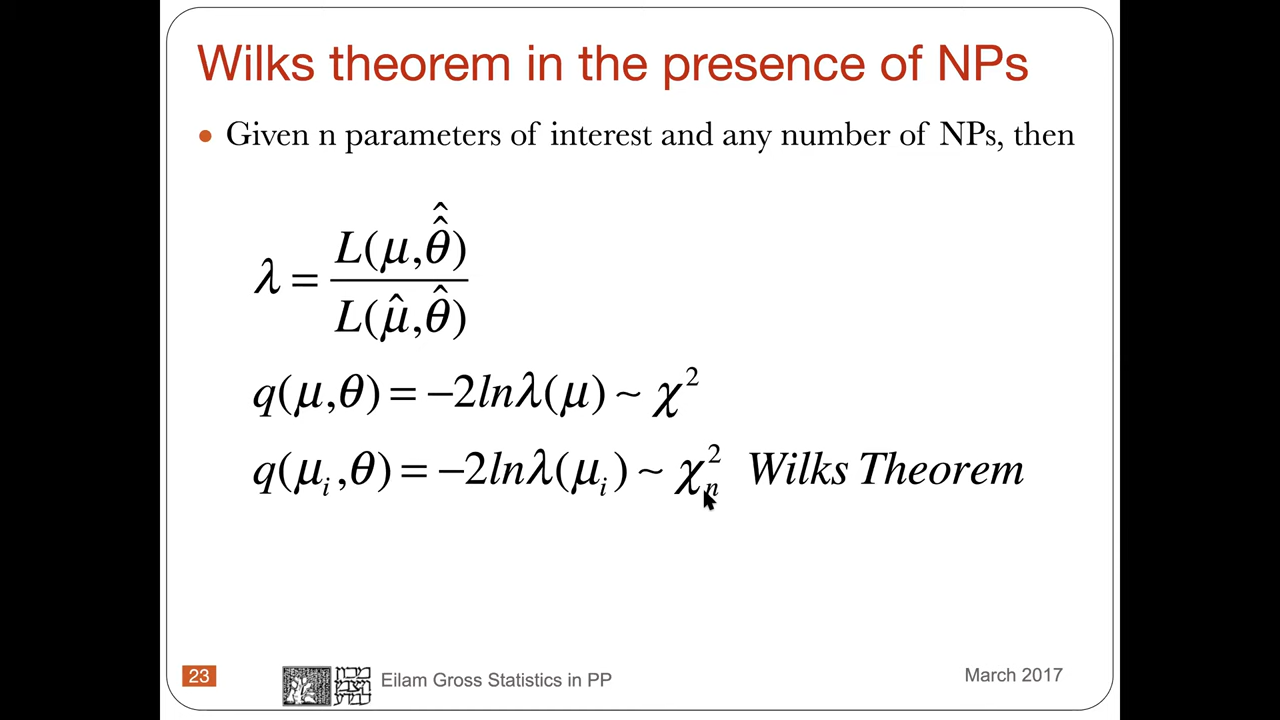 Wilks theorem in the presence of NPs
• Given n parameters of interest and any number of NPs, then
λ = L(μ,θ̂̂) / L(μ̂,θ̂)
q(μ,θ) = −2lnλ(μ) ~ χ²
q(μᵢ,θ) = −2lnλ(μᵢ) ~ χ²ₙ Wilks Theorem
23
Eilam Gross Statistics in PP
March 2017